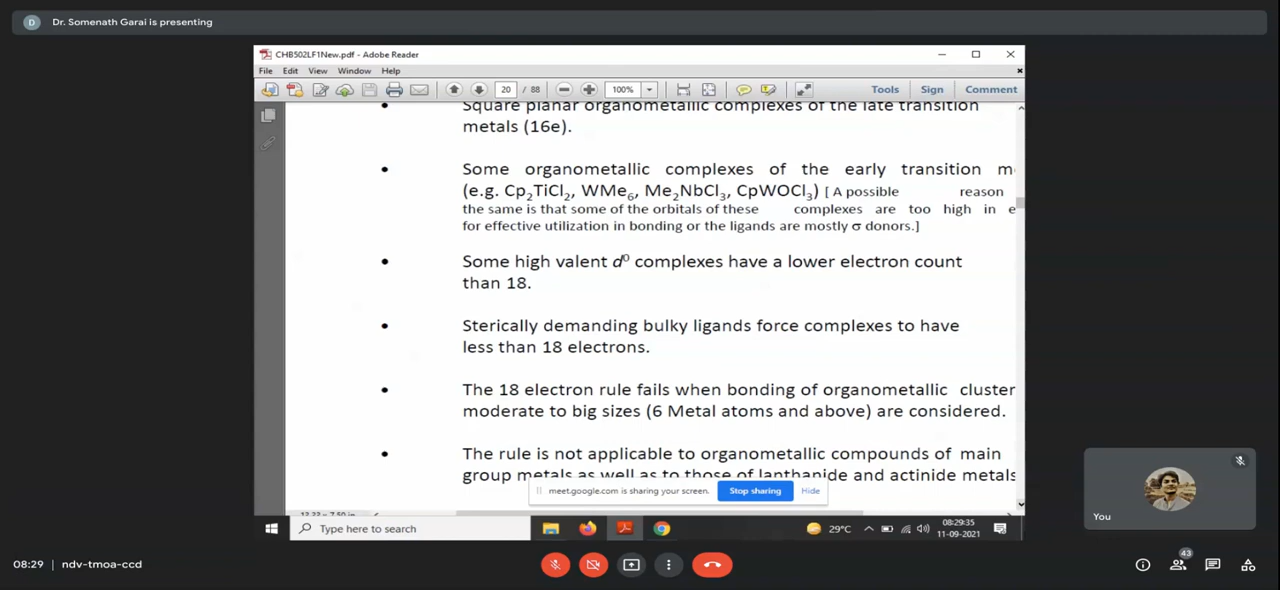 D Dr. Somenath Garai is presenting
CHB502LF1New.pdf - Adobe Reader
File Edit View Window Help
20 / 88 100% Tools Sign Comment
Square planar organometallic complexes of the late transition
metals (16e).
• Some organometallic complexes of the early transition m
(e.g. Cp₂TiCl₂, WMe₆, Me₂NbCl₃, CpWOCl₃) [ A possible reason
the same is that some of the orbitals of these complexes are too high in e
for effective utilization in bonding or the ligands are mostly σ donors.]
• Some high valent d⁰ complexes have a lower electron count
than 18.
• Sterically demanding bulky ligands force complexes to have
less than 18 electrons.
• The 18 electron rule fails when bonding of organometallic cluster
moderate to big sizes (6 Metal atoms and above) are considered.
• The rule is not applicable to organometallic compounds of main
group metals as well as to those of lanthanide and actinide metals
meet.google.com is sharing your screen. Stop sharing Hide
You
Type here to search
29°C
08:29:35
11-09-2021
08:29 | ndv-tmoa-ccd
43